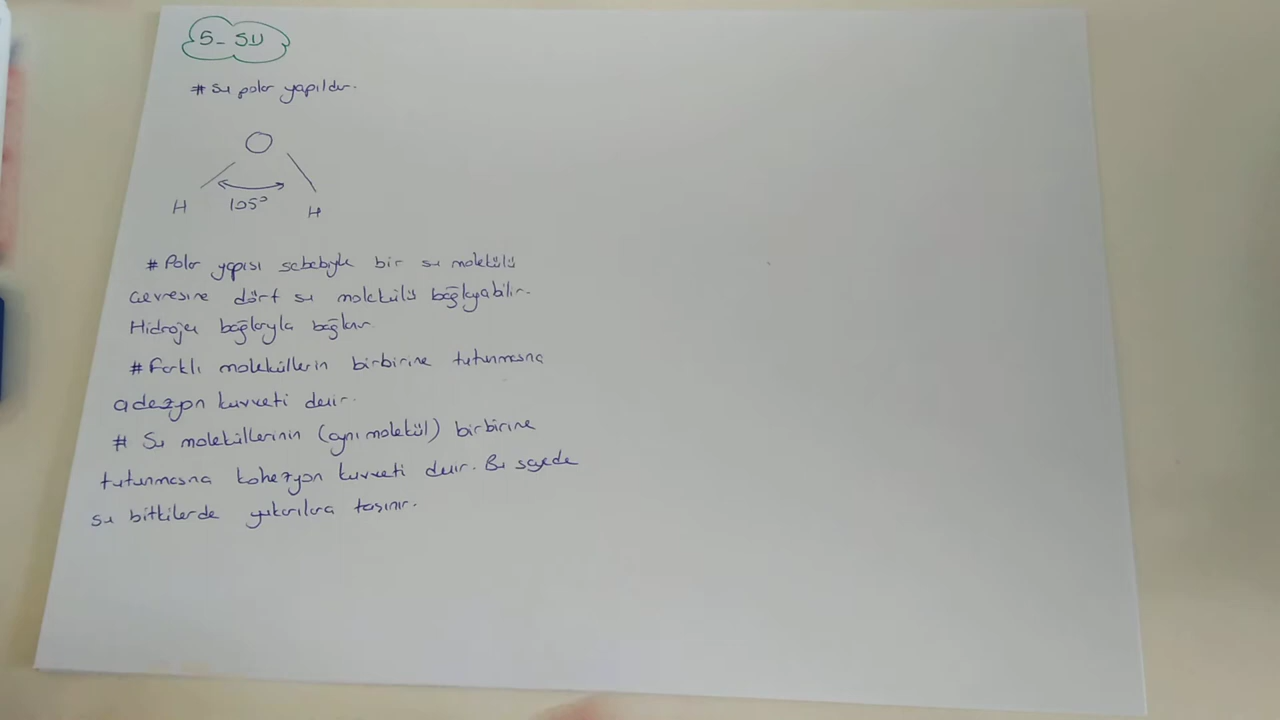 5- SU
# Su polar yapılıdır.
O
H 105° H
# Polar yapısı sebebiyle bir su molekülü
çevresine dört su molekülü bağlayabilir.
Hidrojen bağlarıyla bağlanır.
# Farklı moleküllerin birbirine tutunmasına
adezyon kuvveti denir.
# Su moleküllerinin (aynı molekül) birbirine
tutunmasına kohezyon kuvveti denir. Bu sayede
su bitkilerde yukarılara taşınır.